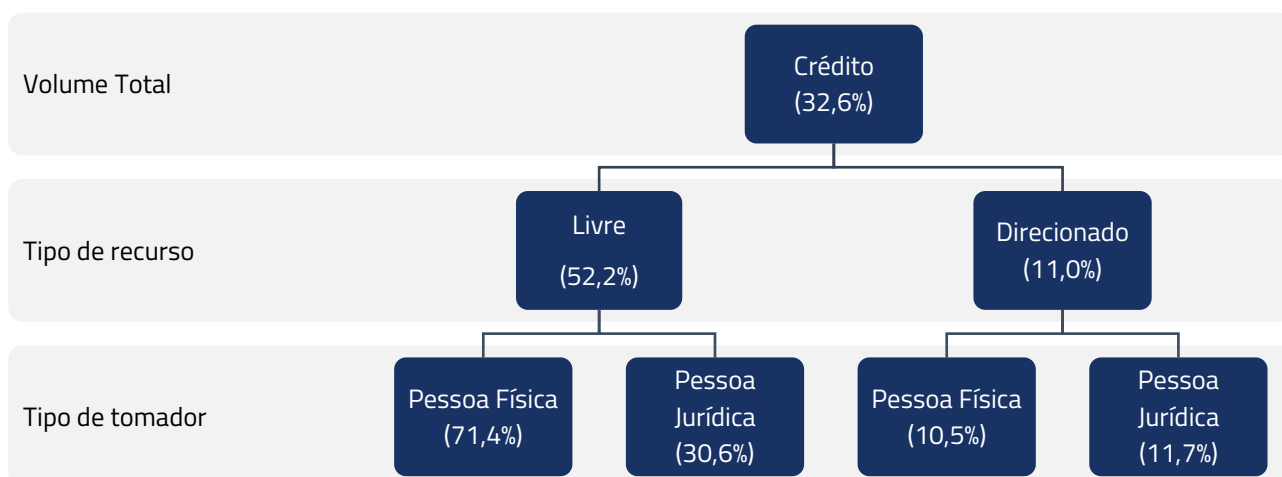 Volume Total
Crédito
(32,6%)
Tipo de recurso
Livre
(52,2%)
Direcionado
(11,0%)
Tipo de tomador
Pessoa Física
(71,4%)
Pessoa
Jurídica
(30,6%)
Pessoa Física
(10,5%)
Pessoa
Jurídica
(11,7%)